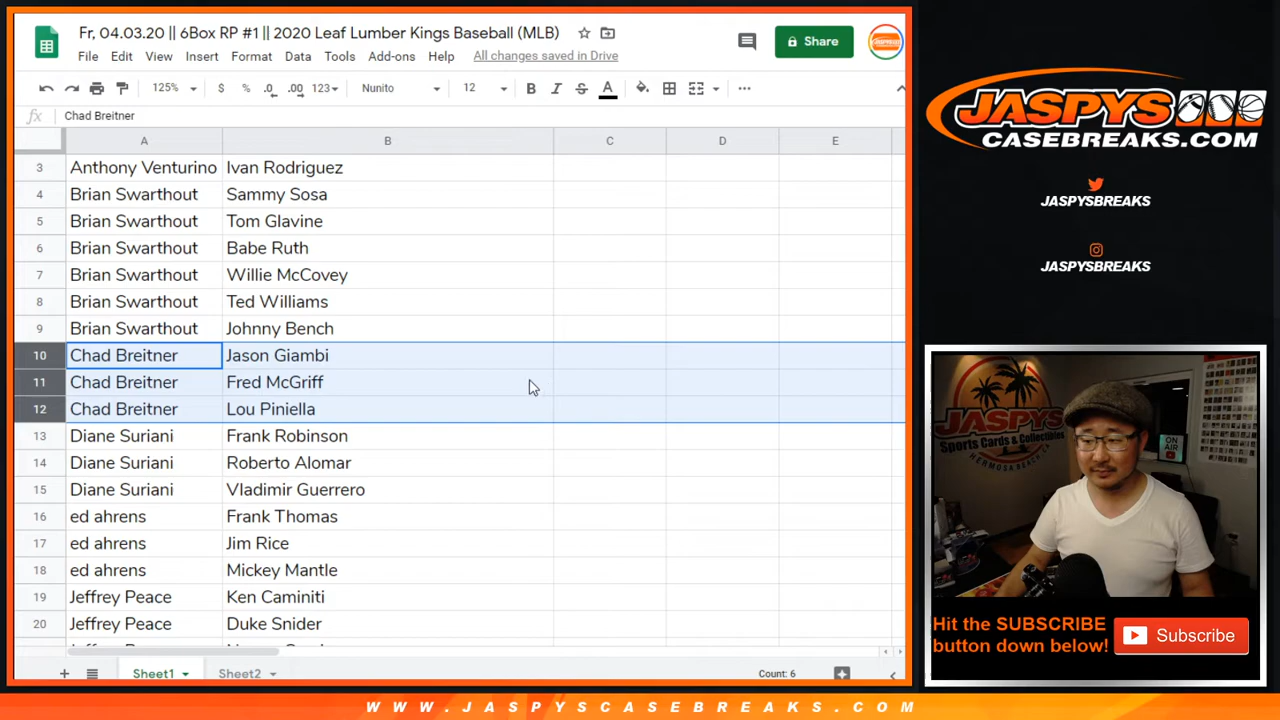 Fr, 04.03.20 || 6Box RP #1 || 2020 Leaf Lumber Kings Baseball (MLB)
File Edit View Insert Format Data Tools Add-ons Help All changes saved in Drive
Share
125% $ % .0 .00 123 Nunito 12 B I S A
fx Chad Breitner
A B C D E
3 Anthony Venturino Ivan Rodriguez
4 Brian Swarthout Sammy Sosa
5 Brian Swarthout Tom Glavine
6 Brian Swarthout Babe Ruth
7 Brian Swarthout Willie McCovey
8 Brian Swarthout Ted Williams
9 Brian Swarthout Johnny Bench
10 Chad Breitner Jason Giambi
11 Chad Breitner Fred McGriff
12 Chad Breitner Lou Piniella
13 Diane Suriani Frank Robinson
14 Diane Suriani Roberto Alomar
15 Diane Suriani Vladimir Guerrero
16 ed ahrens Frank Thomas
17 ed ahrens Jim Rice
18 ed ahrens Mickey Mantle
19 Jeffrey Peace Ken Caminiti
20 Jeffrey Peace Duke Snider
Sheet1 Sheet2 Count: 6
JASPYS
CASEBREAKS.COM
JASPYSBREAKS
JASPYSBREAKS
JASPYS
Sports Cards & Collectibles
HERMOSA BEACH, CA
ON AIR
Hit the SUBSCRIBE
button down below!
Subscribe
WWW.JASPYSCASEBREAKS.COM